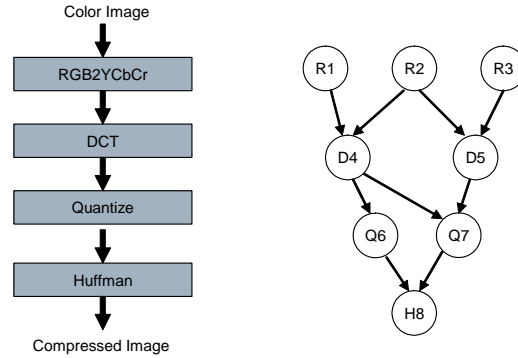 Color Image
RGB2YCbCr
DCT
Quantize
Huffman
Compressed Image
R1 R2 R3
D4 D5
Q6 Q7
H8